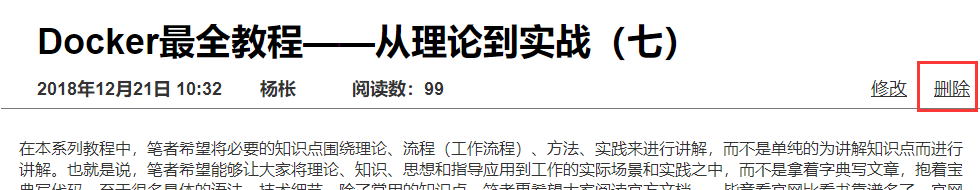 Docker最全教程——从理论到实战（七）
2018年12月21日 10:32 杨枨 阅读数：99 修改 删除
在本系列教程中，笔者希望将必要的知识点围绕理论、流程（工作流程）、方法、实践来进行讲解，而不是单纯的为讲解知识点而进行
讲解。也就是说，笔者希望能够让大家将理论、知识、思想和指导应用到工作的实际场景和实践之中，而不是拿着字典写文章，抱着宝
典写代码。至于很多具体的语法、技术细节，除了常用的知识点，笔者更希望大家阅读官方文档——毕竟看官网比看书靠谱多了，官网